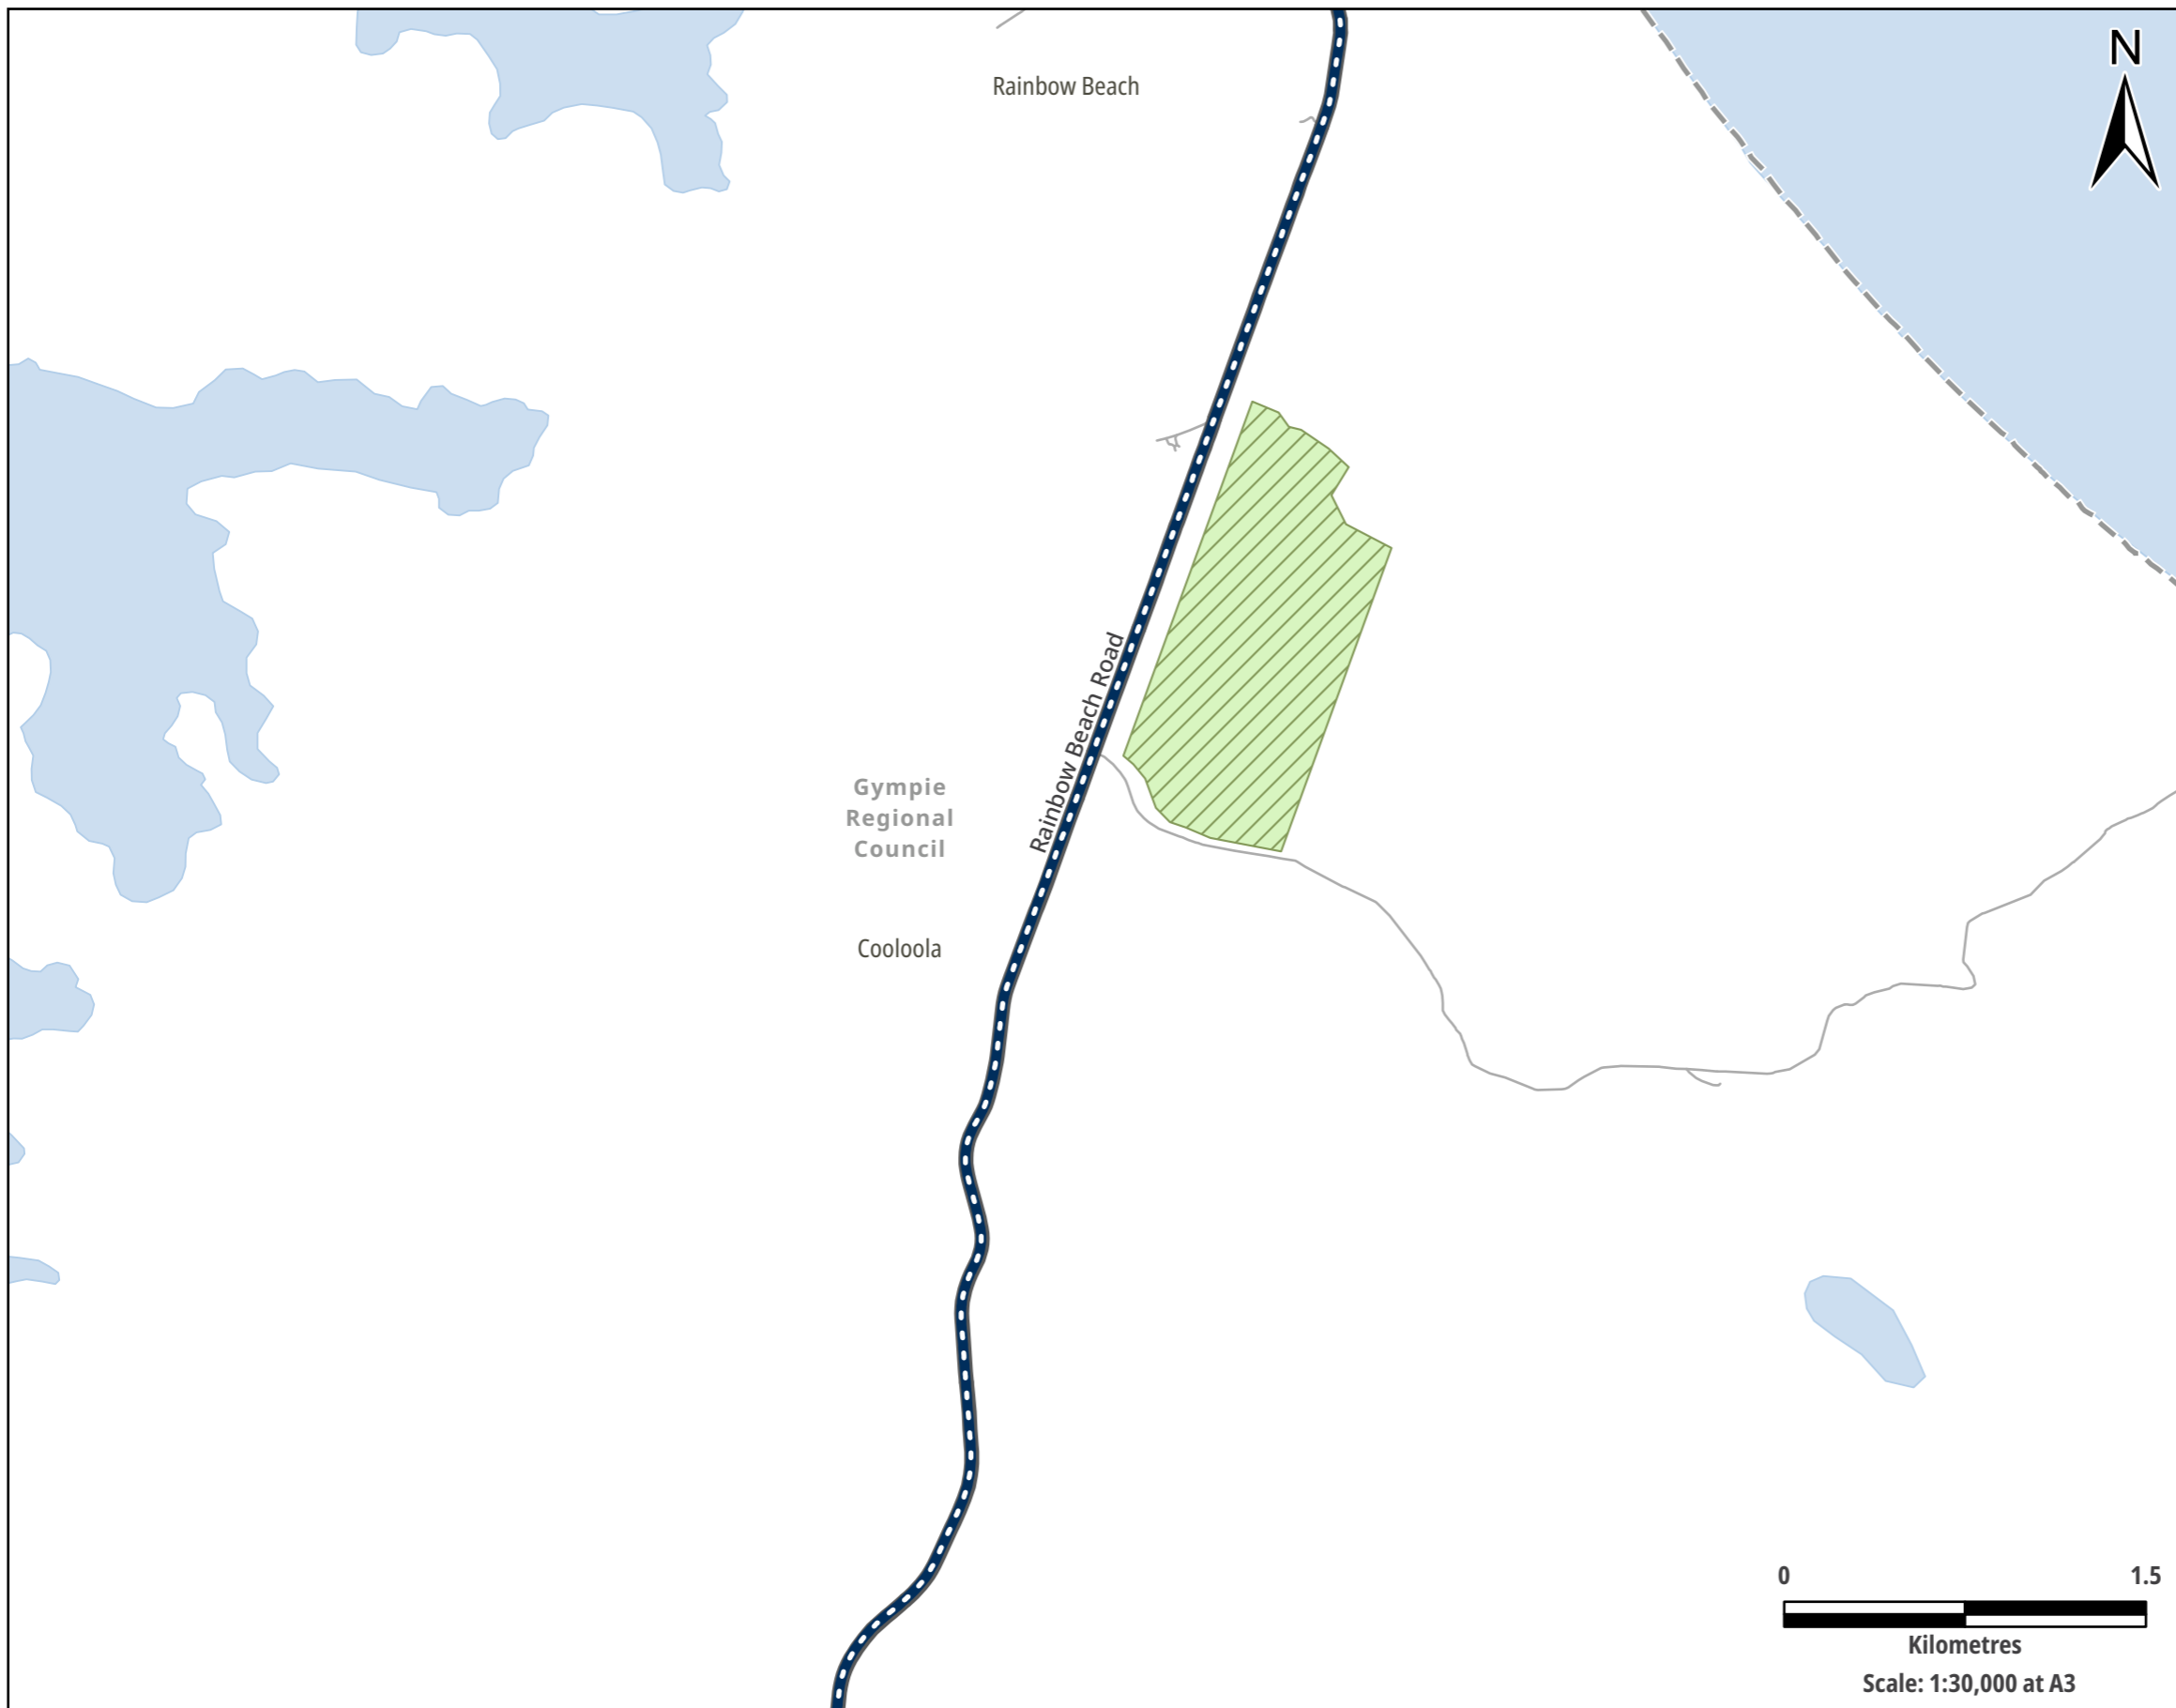 N
Rainbow Beach
Rainbow Beach Road
Gympie
Regional
Council
Cooloola
0 1.5
Kilometres
Scale: 1:30,000 at A3